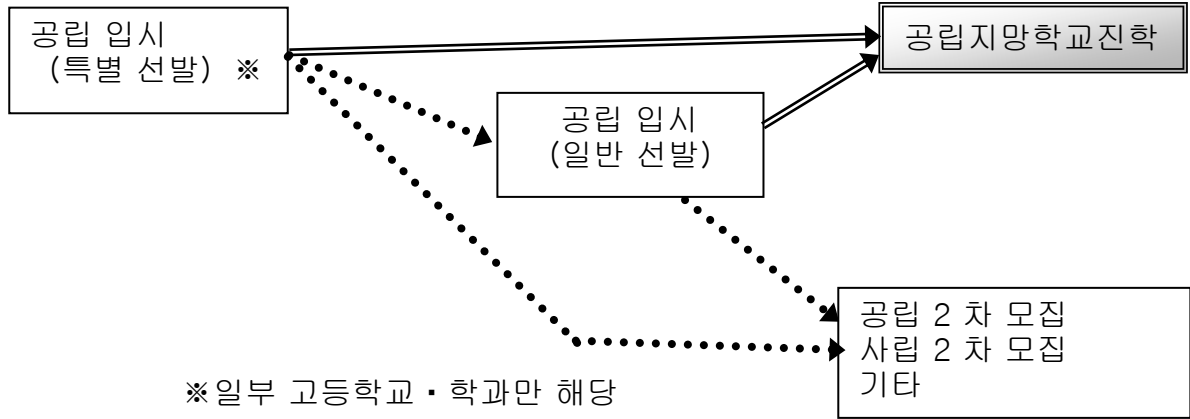 공립 입시
(특별 선발) ※
공립지망학교진학
공립 입시
(일반 선발)
공립 2 차 모집
사립 2 차 모집
기타
※일부 고등학교・학과만 해당